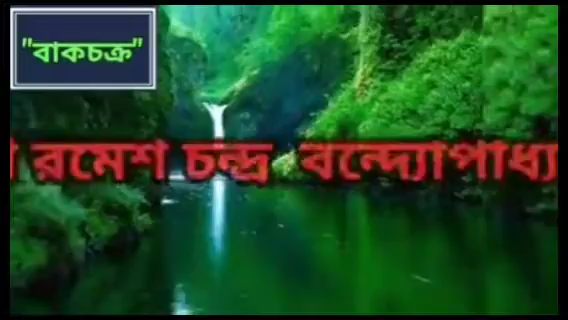 "বাকচক্র"
রমেশ চন্দ্র বন্দ্যোপাধ্য